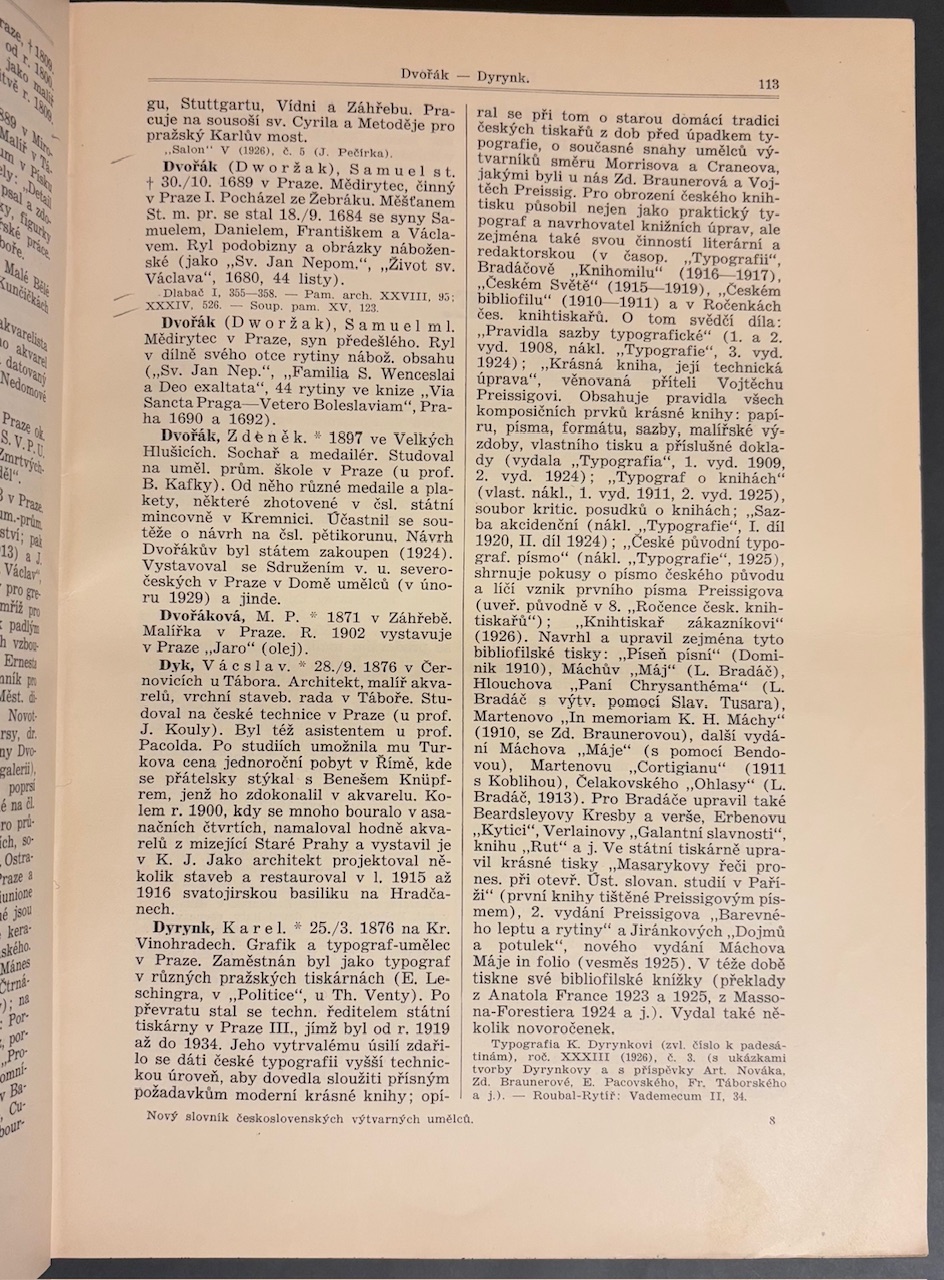 Dvořák — Dyrynk.
113
gu, Stuttgartu, Vídni a Záhřebu. Pra-
cuje na sousoší sv. Cyrila a Metoděje pro
pražský Karlův most.
„Salon“ V (1926), č. 5 (J. Pečírka).
Dvořák (Dworžak), Samuel st.
† 30./10. 1689 v Praze. Mědirytec, činný
v Praze I. Pocházel ze Žebráku. Měšťanem
St. m. pr. se stal 18./9. 1684 se syny Sa-
muelem, Danielem, Františkem a Václa-
vem. Ryl podobizny a obrázky nábožen-
ské (jako „Sv. Jan Nepom.“, „Život sv.
Václava“, 1680, 44 listy).
Dlabač I, 355—358. — Pam. arch. XXVIII, 95;
XXXIV, 526. — Soup. pam. XV, 123.
Dvořák (Dworžak), Samuel ml.
Mědirytec v Praze, syn předešlého. Ryl
v dílně svého otce rytiny nábož. obsahu
(„Sv. Jan Nep.“, „Familia S. Wenceslai
a Deo exaltata“, 44 rytiny ve knize „Via
Sancta Praga—Vetero Boleslaviam“, Pra-
ha 1690 a 1692).
Dvořák, Zdeněk. * 1897 ve Velkých
Hlušicích. Sochař a medailér. Studoval
na uměl. prům. škole v Praze (u prof.
B. Kafky). Od něho různé medaile a pla-
kety, některé zhotovené v čsl. státní
mincovně v Kremnici. Účastnil se sou-
těže o návrh na čsl. pětikorunu. Návrh
Dvořákův byl státem zakoupen (1924).
Vystavoval se Sdružením v. u. severo-
českých v Praze v Domě umělců (v úno-
ru 1929) a jinde.
Dvořáková, M. P. * 1871 v Záhřebě.
Malířka v Praze. R. 1902 vystavuje
v Praze „Jaro“ (olej).
Dyk, Vácslav. * 28./9. 1876 v Čer-
novicích u Tábora. Architekt, malíř akva-
relů, vrchní staveb. rada v Táboře. Stu-
doval na české technice v Praze (u prof.
J. Kouly). Byl též asistentem u prof.
Pacolda. Po studiích umožnila mu Tur-
kova cena jednoroční pobyt v Římě, kde
se přátelsky stýkal s Benešem Knüpf-
rem, jenž ho zdokonalil v akvarelu. Ko-
lem r. 1900, kdy se mnoho bouralo v asa-
načních čtvrtích, namaloval hodně akva-
relů z mizející Staré Prahy a vystavil je
v K. J. Jako architekt projektoval ně-
kolik staveb a restauroval v l. 1915 až
1916 svatojirskou basiliku na Hradča-
nech.
Dyrynk, Karel. * 25./3. 1876 na Kr.
Vinohradech. Grafik a typograf-umělec
v Praze. Zaměstnán byl jako typograf
v různých pražských tiskárnách (E. Le-
schingra, v „Politice“, u Th. Venty). Po
převratu stal se techn. ředitelem státní
tiskárny v Praze III., jímž byl od r. 1919
až do 1934. Jeho vytrvalému úsilí zdaři-
lo se dáti české typografii vyšší technic-
kou úroveň, aby dovedla sloužiti přísným
požadavkům moderní krásné knihy; opí-
ral se při tom o starou domácí tradici
českých tiskařů z dob před úpadkem ty-
pografie, o současné snahy umělců vý-
tvarníků směru Morrisova a Craneova,
jakými byli u nás Zd. Braunerová a Voj-
těch Preissig. Pro obrození českého knih-
tisku působil nejen jako praktický ty-
pograf a navrhovatel knižních úprav, ale
zejména také svou činností literární a
redaktorskou (v časop. „Typografii“,
Bradáčově „Knihomilu“ (1916—1917),
„Českém Světě“ (1915—1919), „Českém
bibliofilu“ (1910—1911) a v Ročenkách
čes. knihtiskařů. O tom svědčí díla:
„Pravidla sazby typografické“ (1. a 2.
vyd. 1908, nákl. „Typografie“, 3. vyd.
1924); „Krásná kniha, její technická
úprava“, věnovaná příteli Vojtěchu
Preissigovi. Obsahuje pravidla všech
komposičních prvků krásné knihy: papí-
ru, písma, formátu, sazby, malířské vý-
zdoby, vlastního tisku a příslušné dokla-
dy (vydala „Typografia“, 1. vyd. 1909,
2. vyd. 1924); „Typograf o knihách“
(vlast. nákl., 1. vyd. 1911, 2. vyd. 1925),
soubor kritic. posudků o knihách; „Saz-
ba akcidenční (nákl. „Typografie“, I. díl
1920, II. díl 1924); „České původní typo-
graf. písmo“ (nákl. „Typografie“, 1925),
shrnuje pokusy o písmo českého původu
a líčí vznik prvního písma Preissigova
(uveř. původně v 8. „Ročence česk. knih-
tiskařů“); „Knihtiskař zákazníkovi“
(1926). Navrhl a upravil zejména tyto
bibliofilské tisky: „Píseň písní“ (Domi-
nik 1910), Máchův „Máj“ (L. Bradáč),
Hlouchova „Paní Chrysanthéma“ (L.
Bradáč s výtv. pomocí Slav. Tusara),
Martenovo „In memoriam K. H. Máchy“
(1910, se Zd. Braunerovou), další vydá-
ní Máchova „Máje“ (s pomocí Bendo-
vou), Martenovu „Cortigianu“ (1911
s Koblihou), Čelakovského „Ohlasy“ (L.
Bradáč, 1913). Pro Bradáče upravil také
Beardsleyovy Kresby a verše, Erbenovu
„Kytici“, Verlainovy „Galantní slavnosti“,
knihu „Rut“ a j. Ve státní tiskárně upra-
vil krásné tisky „Masarykovy řeči pro-
nes. při otevř. Úst. slovan. studií v Paří-
ži“ (první knihy tištěné Preissigovým pís-
mem), 2. vydání Preissigova „Barevné-
ho leptu a rytiny“ a Jiránkových „Dojmů
a potulek“, nového vydání Máchova
Máje in folio (vesměs 1925). V téže době
tiskne své bibliofilské knížky (překlady
z Anatola France 1923 a 1925, z Masso-
na-Forestiera 1924 a j.). Vydal také ně-
kolik novoročenek.
Typografia K. Dyrynkovi (zvl. číslo k padesá-
tinám), roč. XXXIII (1926), č. 3. (s ukázkami
tvorby Dyrynkovy a s příspěvky Art. Nováka,
Zd. Braunerové, E. Pacovského, Fr. Táborského
a j.). — Roubal-Rytíř: Vademecum II, 34.
Nový slovník československých výtvarných umělců.
8